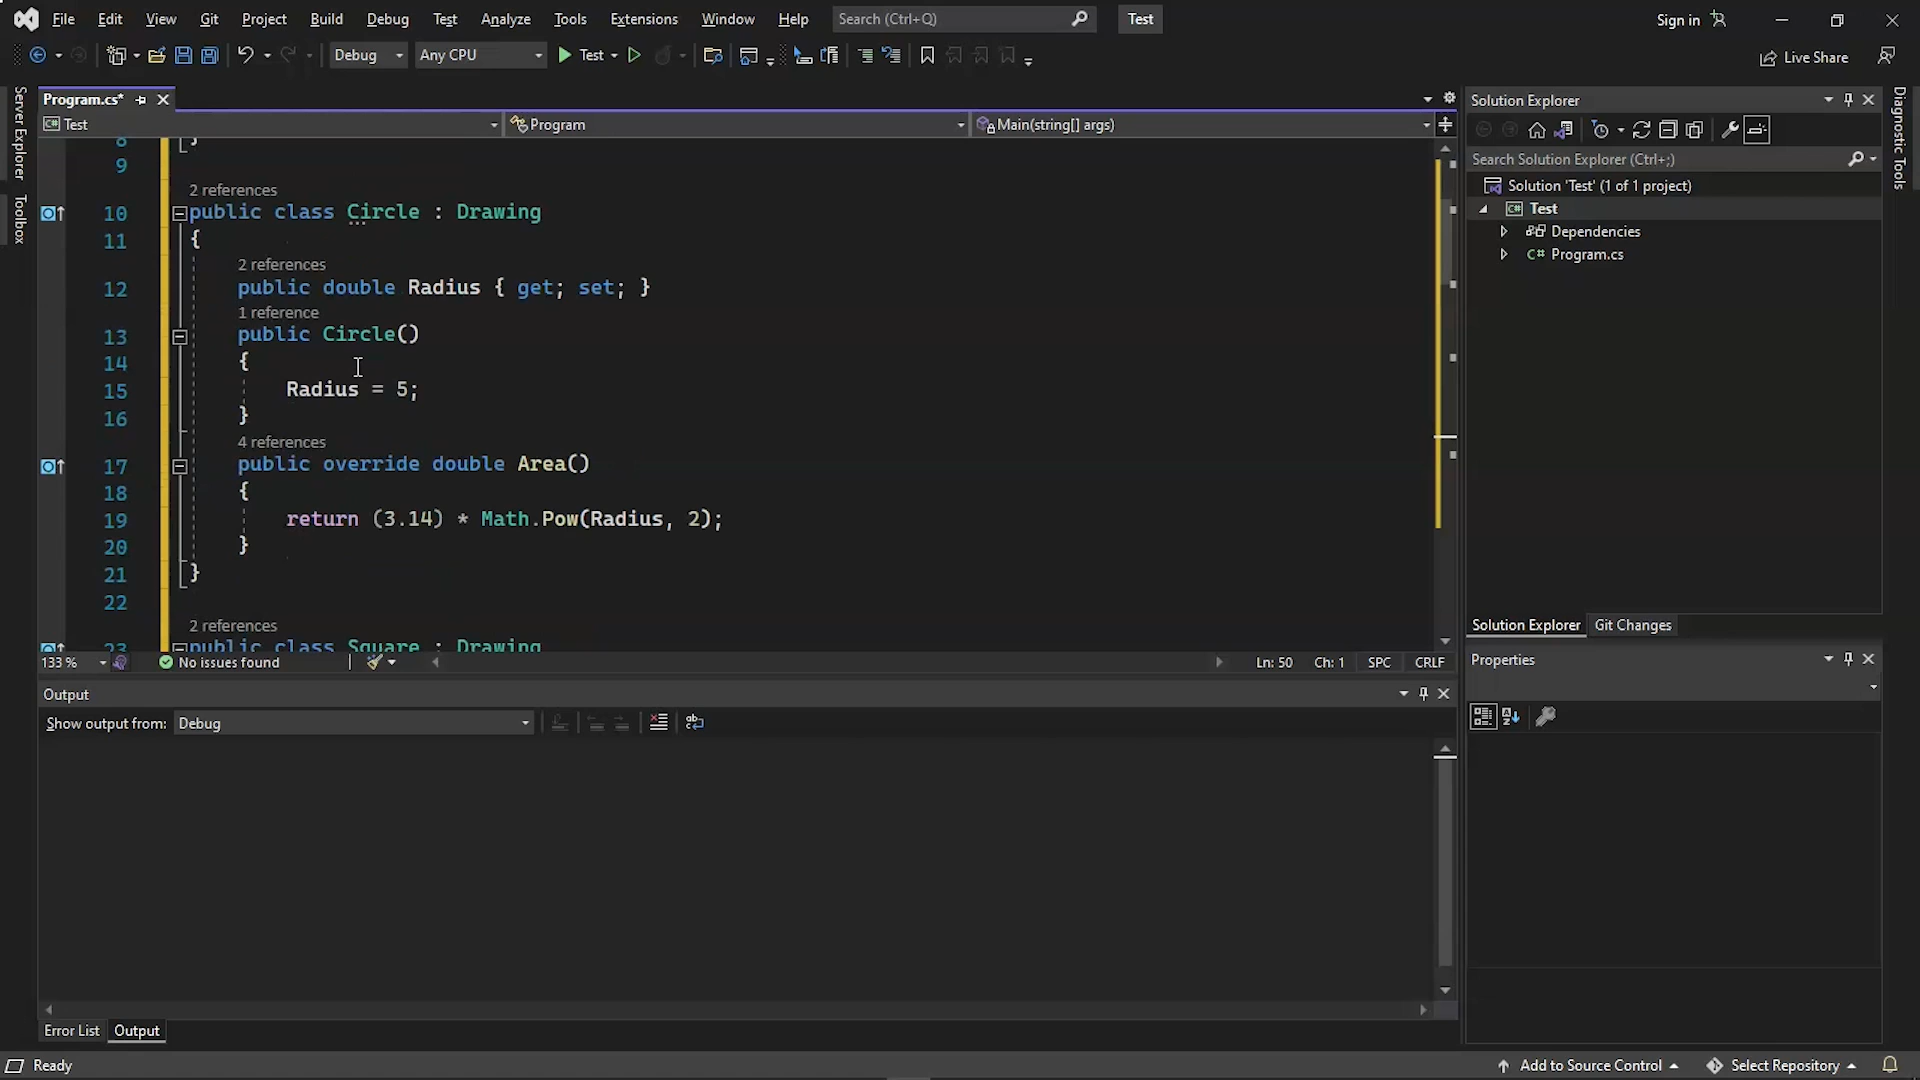 File Edit View Git Project Build Debug Test Analyze Tools Extensions Window Help Search (Ctrl+Q) Test Sign in
Debug Any CPU Test Live Share
Server Explorer
Toolbox
Program.cs*
Test Program Main(string[] args)
8 }
9
2 references
10 public class Circle : Drawing
11 {
2 references
12 public double Radius { get; set; }
1 reference
13 public Circle()
14 {
15 Radius = 5;
16 }
4 references
17 public override double Area()
18 {
19 return (3.14) * Math.Pow(Radius, 2);
20 }
21 }
22
2 references
23 public class Square : Drawing
133 % No issues found Ln: 50 Ch: 1 SPC CRLF
Output
Show output from: Debug
Error List Output
Solution Explorer
Search Solution Explorer (Ctrl+;)
Solution 'Test' (1 of 1 project)
C# Test
Dependencies
C# Program.cs
Solution Explorer Git Changes
Properties
Diagnostic Tools
Ready Add to Source Control Select Repository